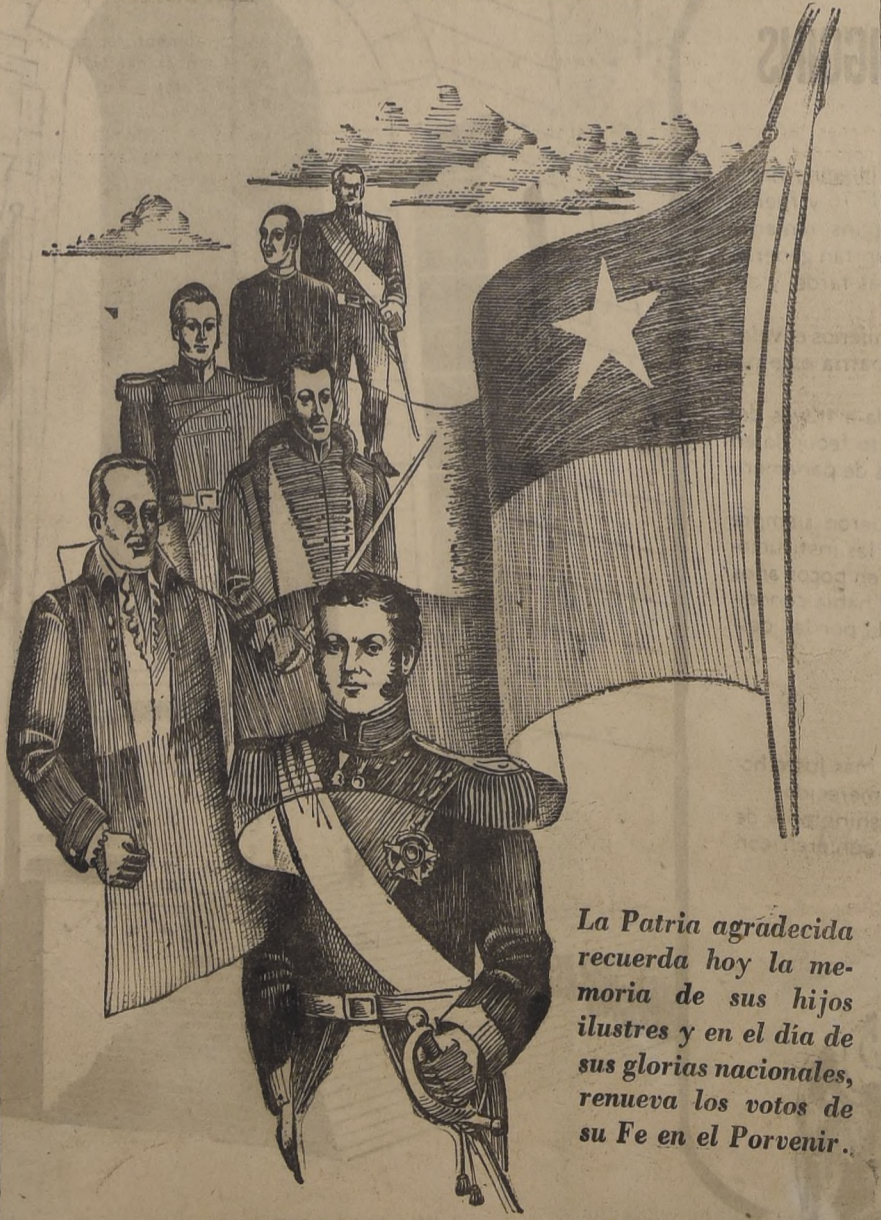 La Patria agradecida
recuerda hoy la me-
moria de sus hijos
ilustres y en el día de
sus glorias nacionales,
renueva los votos de
su Fe en el Porvenir.